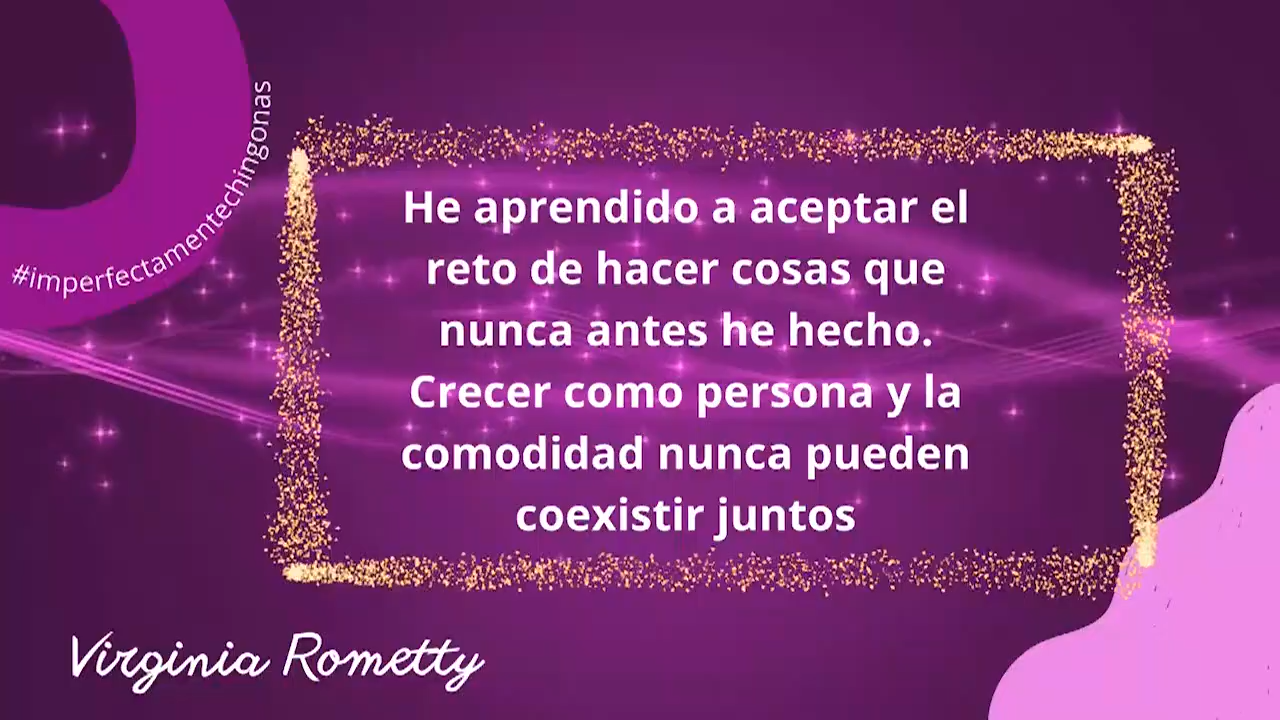 #imperfectamentechingonas
He aprendido a aceptar el
reto de hacer cosas que
nunca antes he hecho.
Crecer como persona y la
comodidad nunca pueden
coexistir juntos
Virginia Rometty